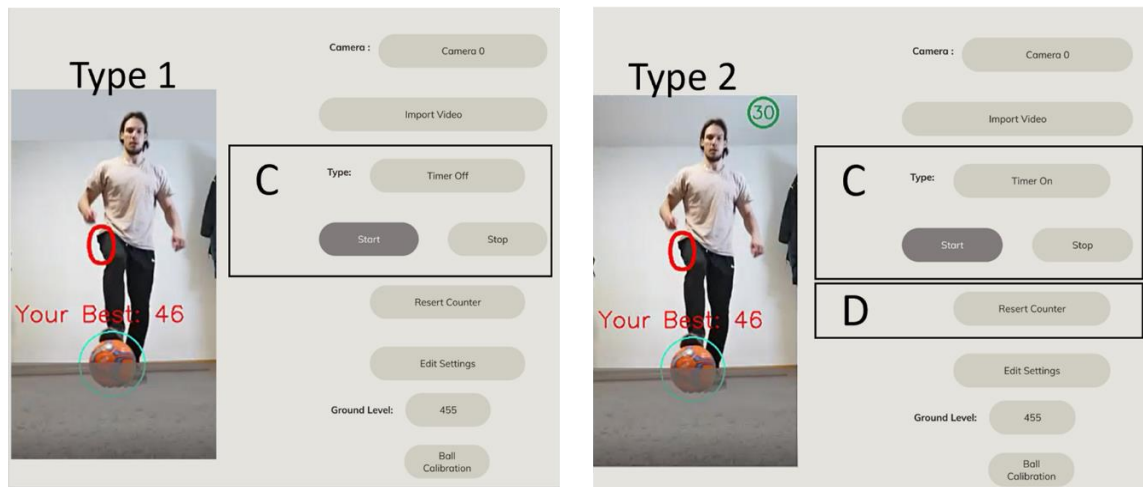 Type 1
Camera :
Camera 0
Import Video
C
Type:
Timer Off
Start
Stop
0
Your Best: 46
Resert Counter
Edit Settings
Ground Level:
455
Ball
Calibration
Type 2
30
Camera :
Camera 0
Import Video
C
Type:
Timer On
Start
Stop
0
Your Best: 46
D
Resert Counter
Edit Settings
Ground Level:
455
Ball
Calibration